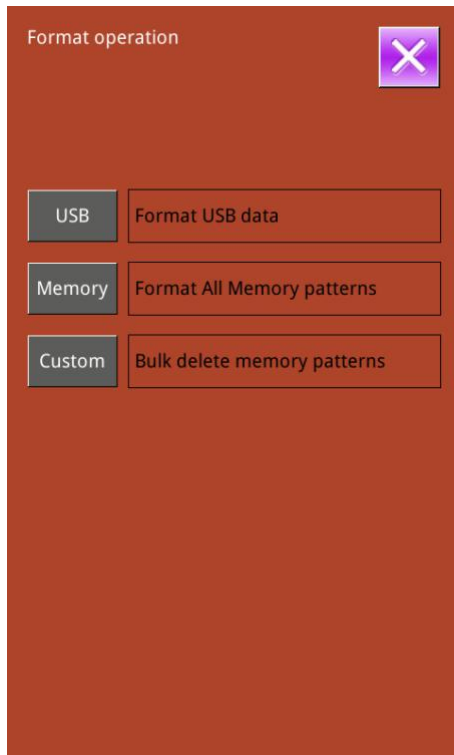 Format operation
USB
Format USB data
Memory
Format All Memory patterns
Custom
Bulk delete memory patterns